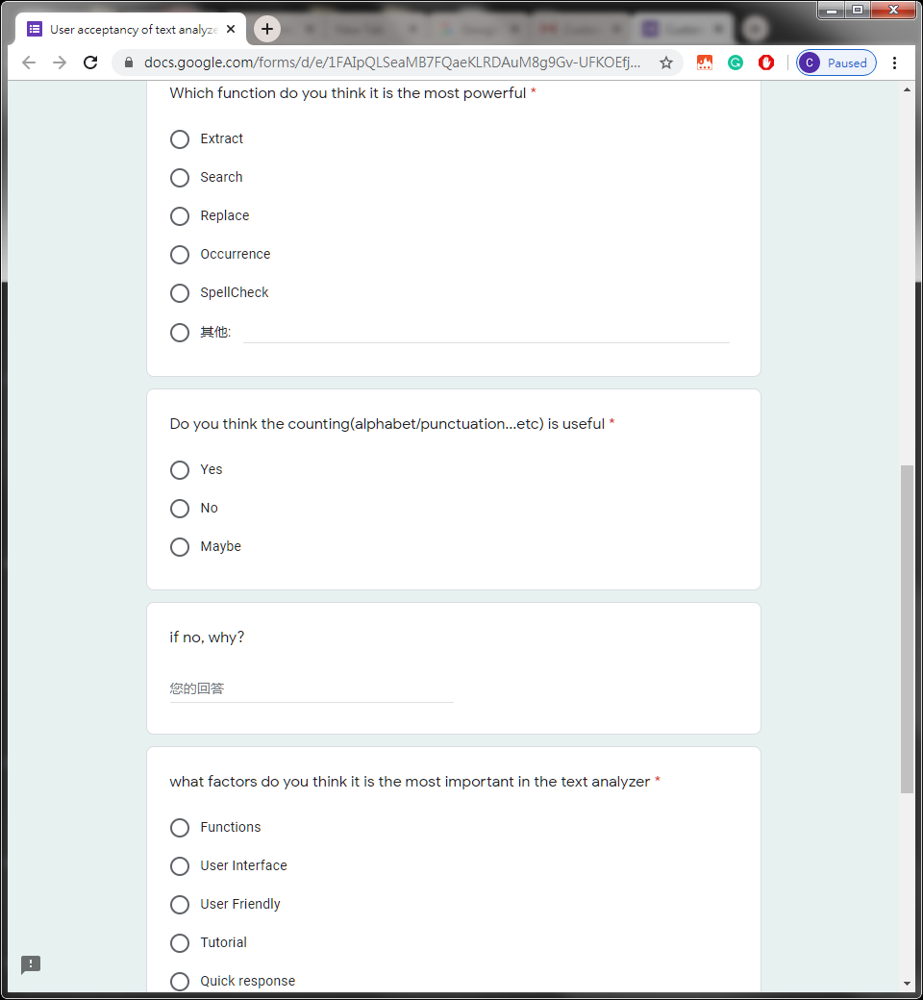 User acceptancy of text analyze
docs.google.com/forms/d/e/1FAIpQLSeaMB7FQaeKLRDAuM8g9Gv-UFKOEfj...
C Paused
Which function do you think it is the most powerful *
Extract
Search
Replace
Occurrence
SpellCheck
其他:
Do you think the counting(alphabet/punctuation...etc) is useful *
Yes
No
Maybe
if no, why?
您的回答
what factors do you think it is the most important in the text analyzer *
Functions
User Interface
User Friendly
Tutorial
Quick response